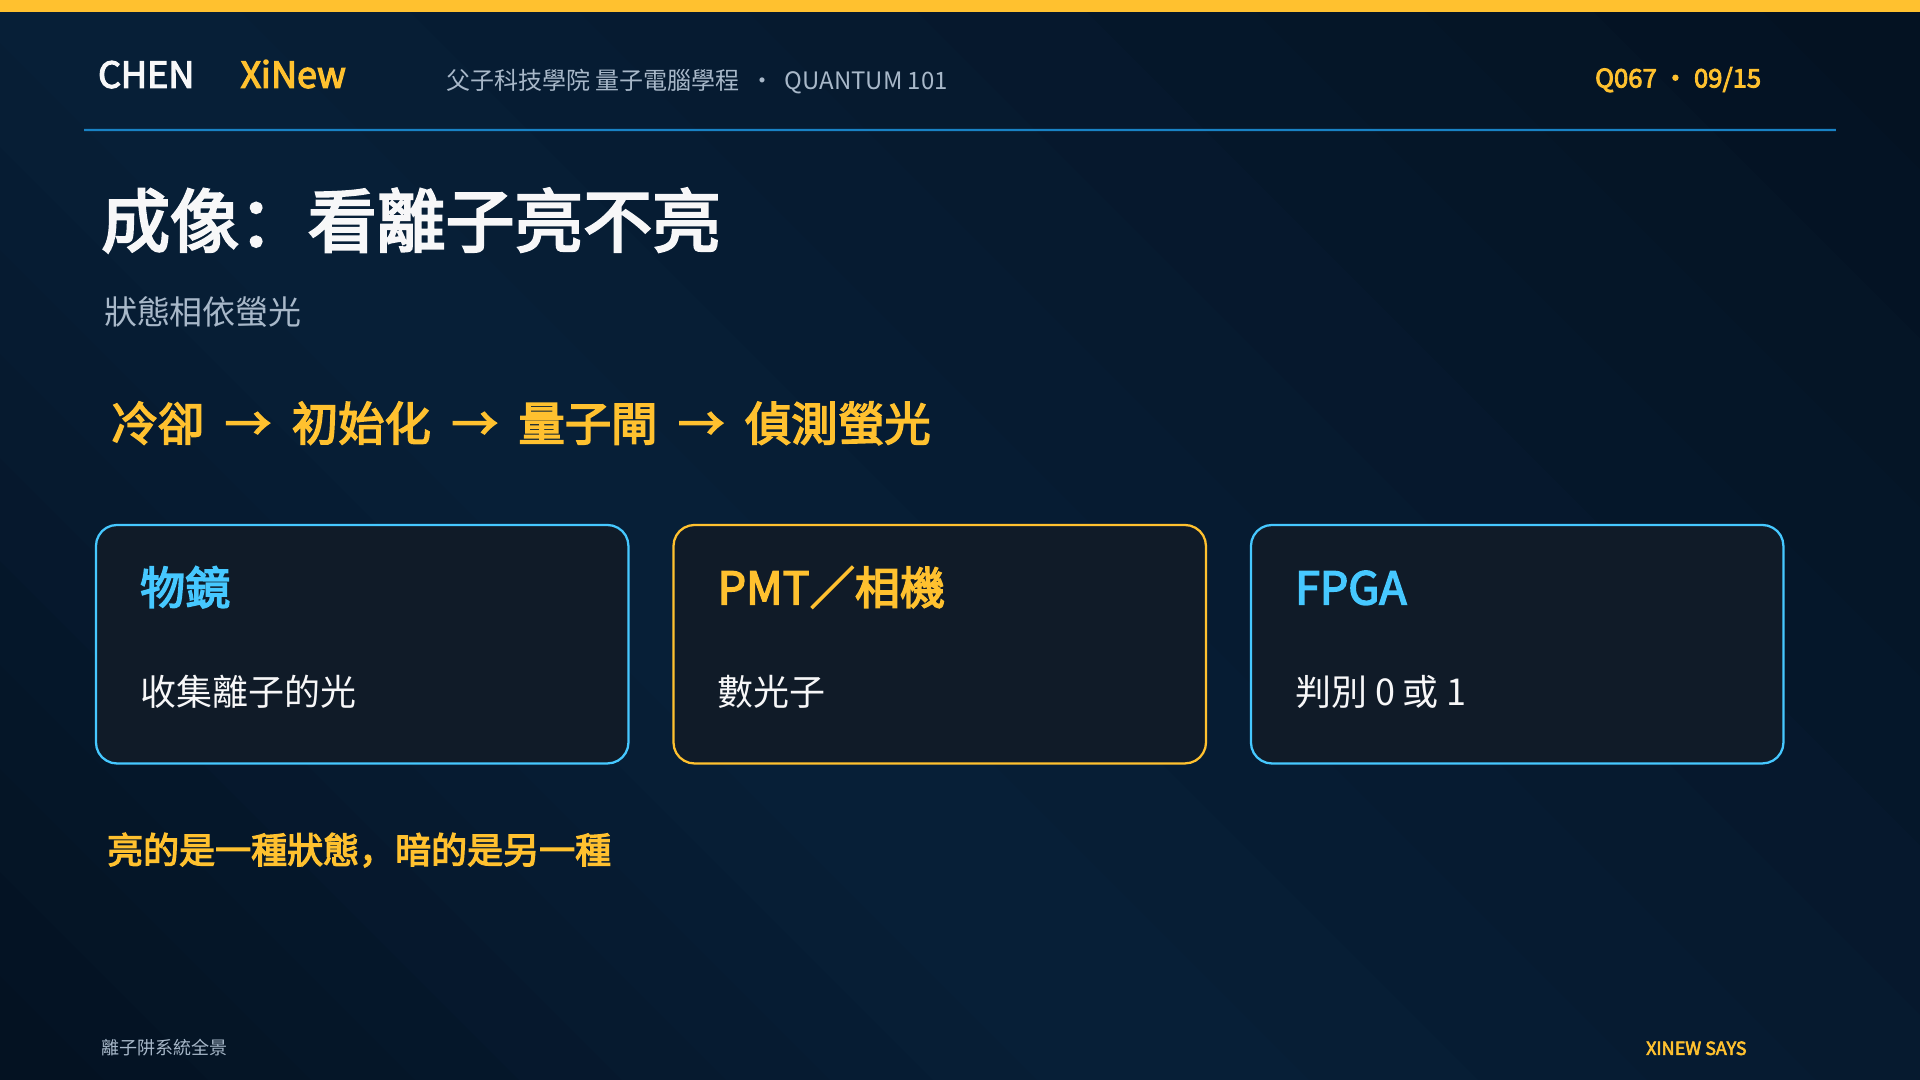 CHEN XiNew 父子科技學院 量子電腦學程 · QUANTUM 101 Q067 · 09/15
成像：看離子亮不亮
狀態相依螢光
冷卻 → 初始化 → 量子閘 → 偵測螢光
物鏡
收集離子的光
PMT／相機
數光子
FPGA
判別 0 或 1
亮的是一種狀態，暗的是另一種
離子阱系統全景
XINEW SAYS